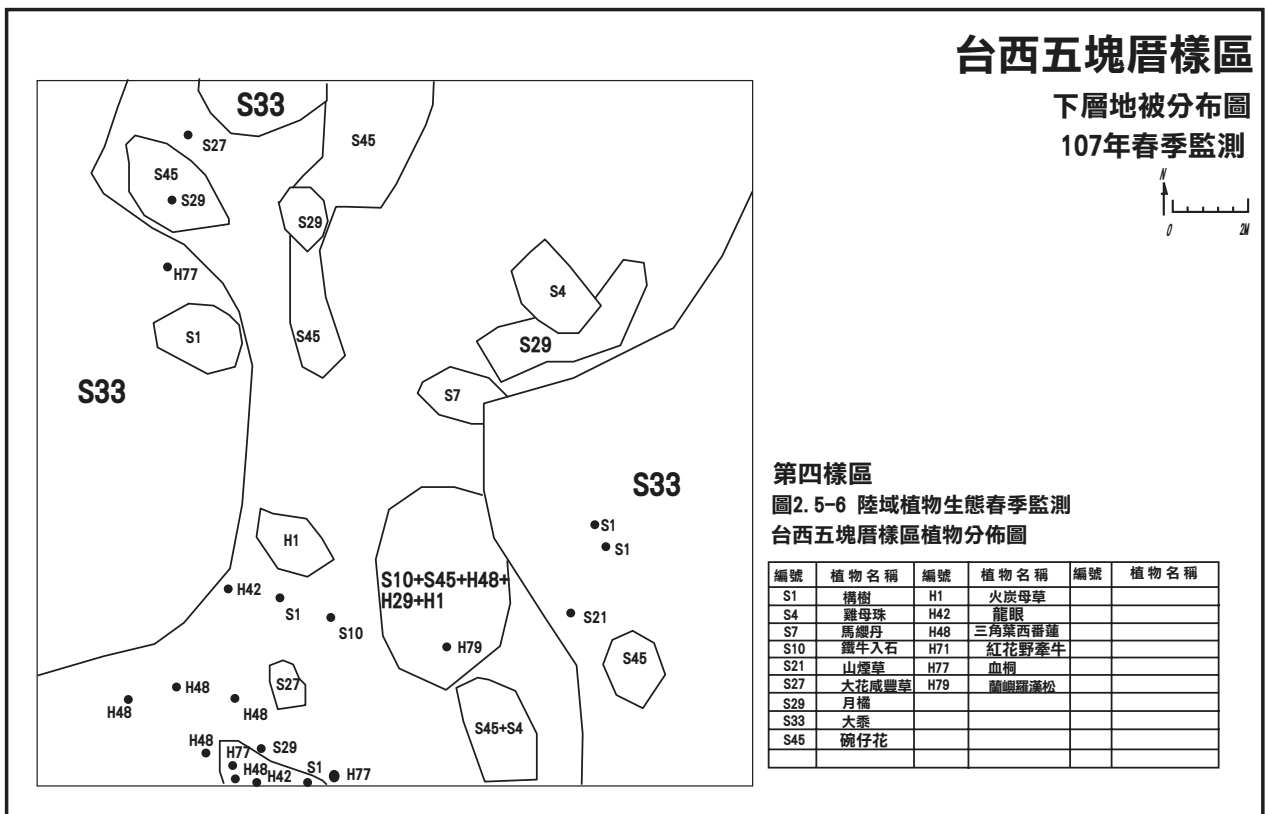 台西五塊厝樣區
下層地被分布圖
107年春季監測
N
0 2M
S33
S27
S45
S45
S29
S29
H77
S4
S1
S45
S29
S33
S7
S33
S1
H1
S1
S10+S45+H48+
H29+H1
H42
S1
S10
S21
H79
S45
S27
H48
H48
H48
S45+S4
H48
S29
H77
H48
H42
S1
H77
第四樣區
圖2.5-6 陸域植物生態春季監測
台西五塊厝樣區植物分佈圖
編號 植物名稱 編號 植物名稱 編號 植物名稱
S1 構樹 H1 火炭母草
S4 雞母珠 H42 龍眼
S7 馬纓丹 H48 三角葉西番蓮
S10 鐵牛入石 H71 紅花野牽牛
S21 山煙草 H77 血桐
S27 大花咸豐草 H79 蘭嶼羅漢松
S29 月橘
S33 大黍
S45 碗仔花